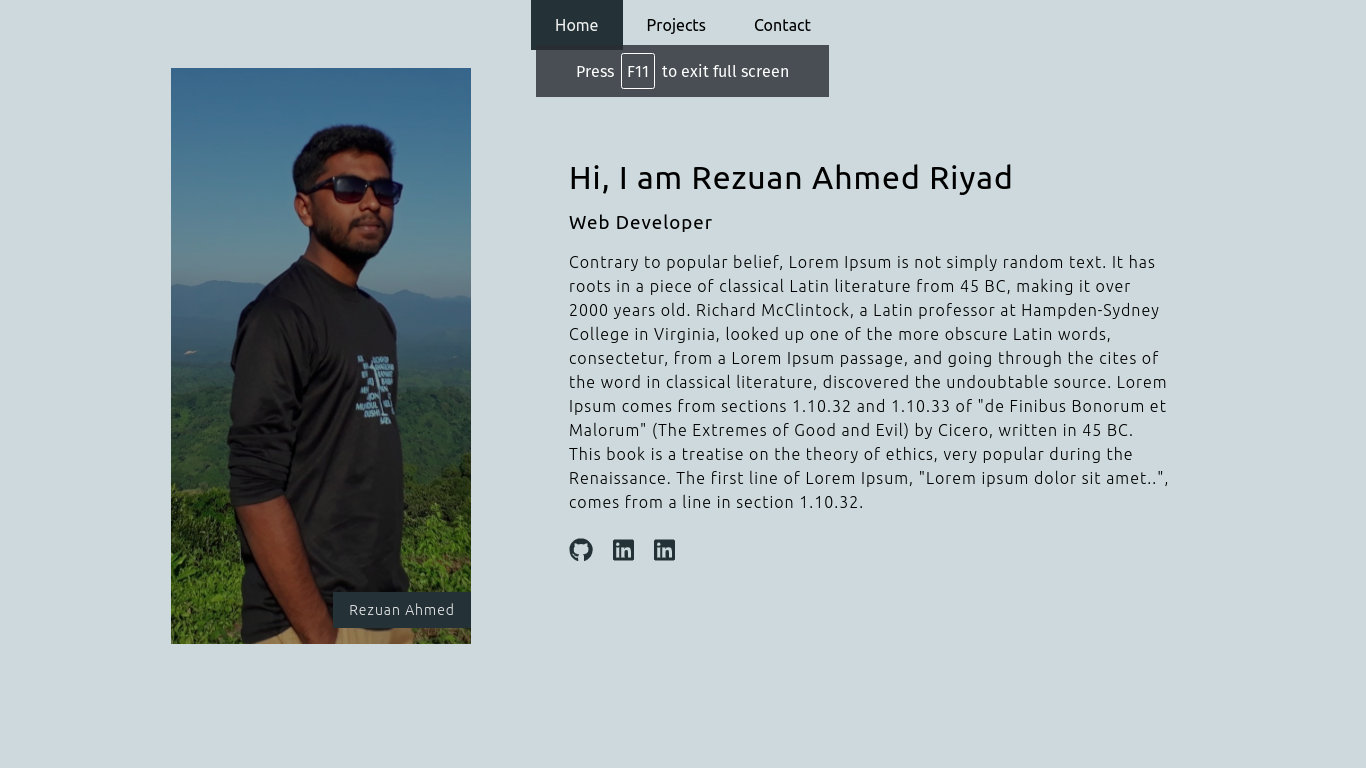 Home Projects Contact
Press F11 to exit full screen
Hi, I am Rezuan Ahmed Riyad
Web Developer
Contrary to popular belief, Lorem Ipsum is not simply random text. It has
roots in a piece of classical Latin literature from 45 BC, making it over
2000 years old. Richard McClintock, a Latin professor at Hampden-Sydney
College in Virginia, looked up one of the more obscure Latin words,
consectetur, from a Lorem Ipsum passage, and going through the cites of
the word in classical literature, discovered the undoubtable source. Lorem
Ipsum comes from sections 1.10.32 and 1.10.33 of "de Finibus Bonorum et
Malorum" (The Extremes of Good and Evil) by Cicero, written in 45 BC.
This book is a treatise on the theory of ethics, very popular during the
Renaissance. The first line of Lorem Ipsum, "Lorem ipsum dolor sit amet..",
comes from a line in section 1.10.32.
in in
Rezuan Ahmed